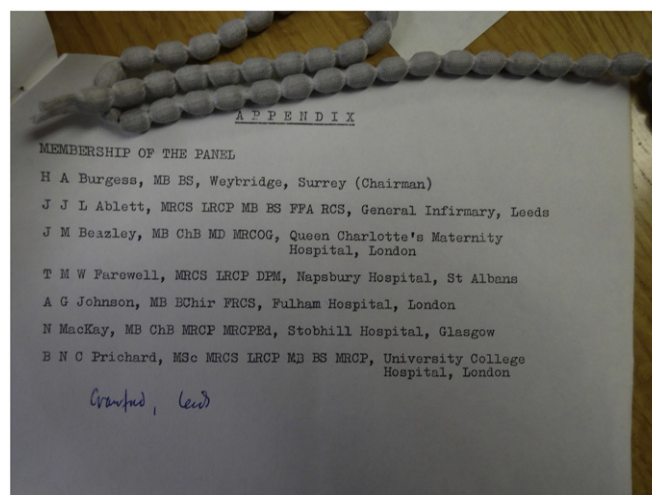 A P P E N D I X
MEMBERSHIP OF THE PANEL
H A Burgess, MB BS, Weybridge, Surrey (Chairman)
J J L Ablett, MRCS LRCP MB BS FFA RCS, General Infirmary, Leeds
J M Beazley, MB ChB MD MRCOG, Queen Charlotte's Maternity
Hospital, London
T M W Farewell, MRCS LRCP DPM, Napsbury Hospital, St Albans
A G Johnson, MB BChir FRCS, Fulham Hospital, London
N MacKay, MB ChB MRCP MRCPEd, Stobhill Hospital, Glasgow
B N C Prichard, MSc MRCS LRCP MB BS MRCP, University College
Hospital, London
Leeds